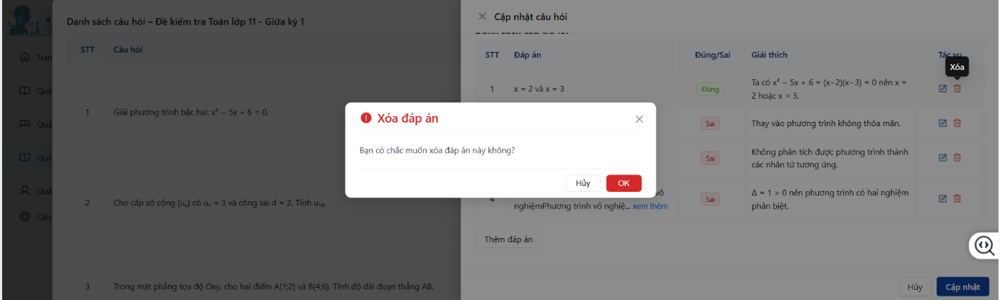 Danh sách câu hỏi – Đề kiểm tra Toán lớp 11 - Giữa kỳ 1
STT Câu hỏi
1 Giải phương trình bậc hai: x² − 5x + 6 = 0.
2 Cho cấp số cộng (uₙ) có u₁ = 3 và công sai d = 2. Tính u₁₀.
3 Trong mặt phẳng tọa độ Oxy, cho hai điểm A(1;2) và B(4;6). Tính độ dài đoạn thẳng AB.
Tran
Quả
Quả
Quả
Quả
Cấu
Cập nhật câu hỏi
STT Đáp án Đúng/Sai Giải thích Tác vụ
Xóa
1 x = 2 và x = 3 Đúng Ta có x² − 5x + 6 = (x−2)(x−3) = 0 nên x =
2 hoặc x = 3.
Sai Thay vào phương trình không thỏa mãn.
Sai Không phân tích được phương trình thành
các nhân tử tương ứng.
4 vô Sai Δ = 1 > 0 nên phương trình có hai nghiệm
nghiệmPhương trình vô nghiệ... xem thêm phân biệt.
Thêm đáp án
Hủy Cập nhật
Xóa đáp án
Bạn có chắc muốn xóa đáp án này không?
Hủy OK